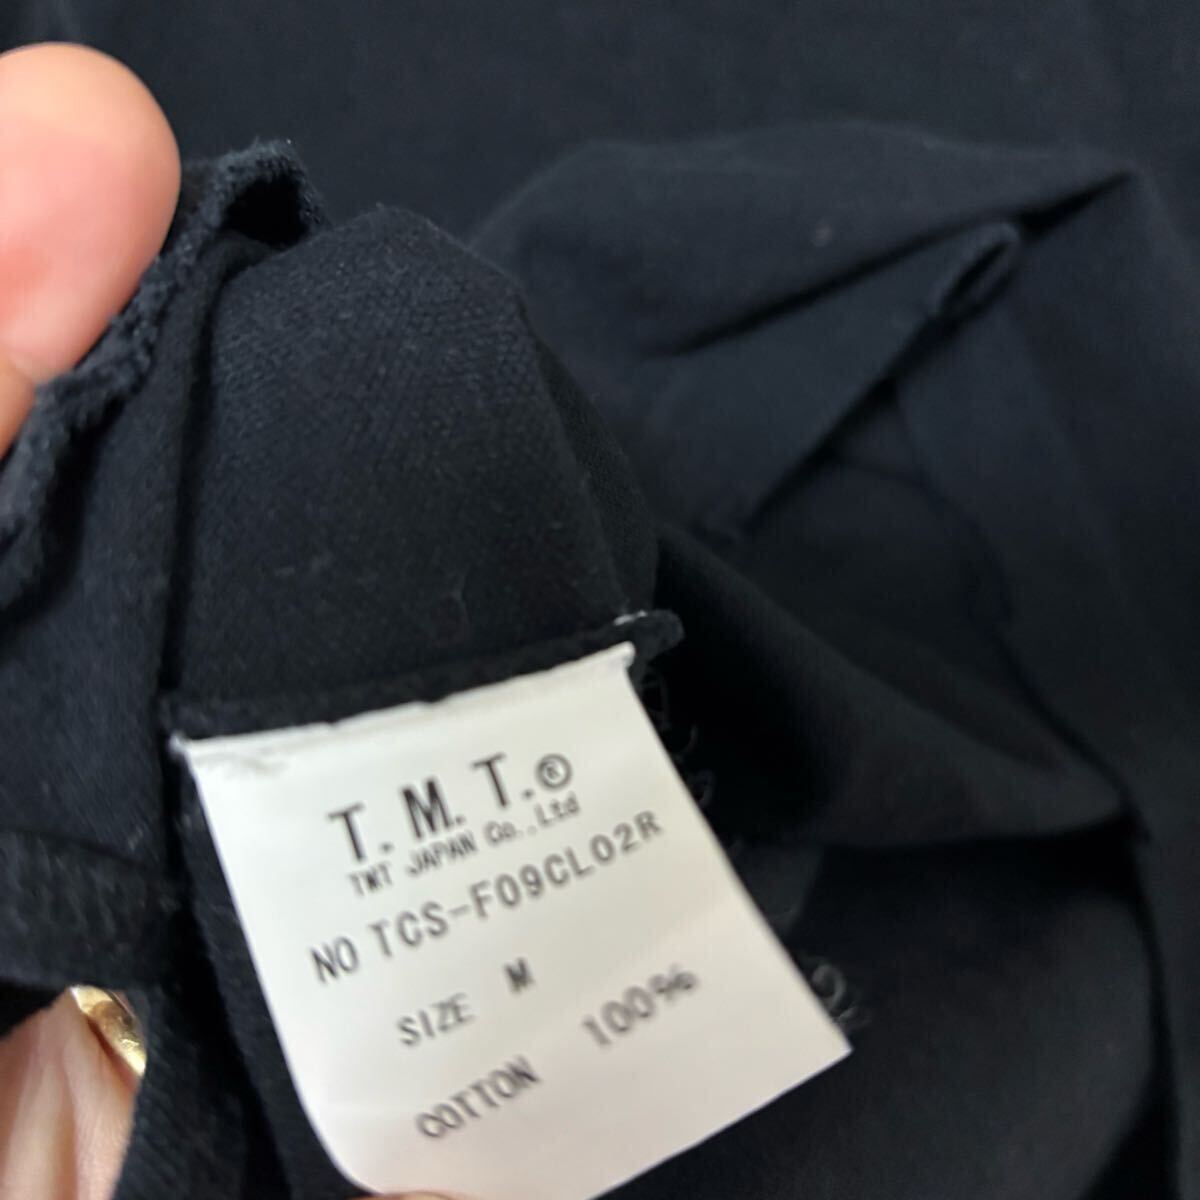 T.M.T.®
TMT JAPAN Co.,Ltd
NO TCS-F09CL02R
SIZE M
COTTON 100%